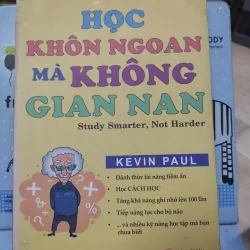 HỌC
KHÔN NGOAN
MÀ KHÔNG
GIAN NAN
Study Smarter, Not Harder
KEVIN PAUL
• Đánh thức tài năng tiềm ẩn
• Học CÁCH HỌC
• Tăng khả năng ghi nhớ lên 100 lần
• Tiếp năng lực cho bộ não
• ... và nhiều kỹ năng học tập mà bạn
chưa biết